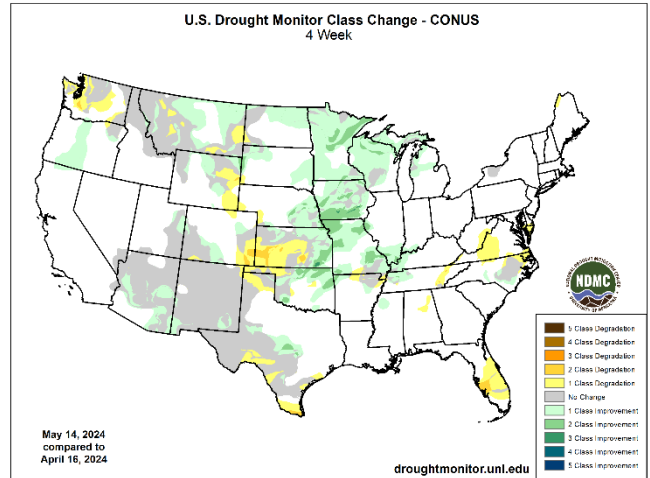 U.S. Drought Monitor Class Change - CONUS
4 Week
NDMC
5 Class Degradation
4 Class Degradation
3 Class Degradation
2 Class Degradation
1 Class Degradation
No Change
1 Class Improvement
2 Class Improvement
3 Class Improvement
4 Class Improvement
5 Class Improvement
May 14, 2024
compared to
April 16, 2024
droughtmonitor.unl.edu